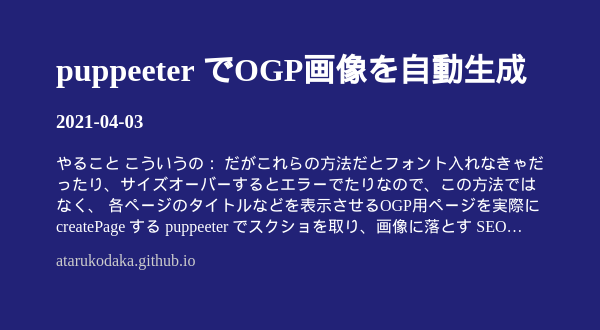 puppeeter でOGP画像を自動生成
2021-04-03
やること こういうの： だがこれらの方法だとフォント入れなきゃだ
ったり、サイズオーバーするとエラーでたりなので、この方法では
なく、 各ページのタイトルなどを表示させるOGP用ページを実際に
createPage する puppeeter でスクショを取り、画像に落とす SEO…
atarukodaka.github.io